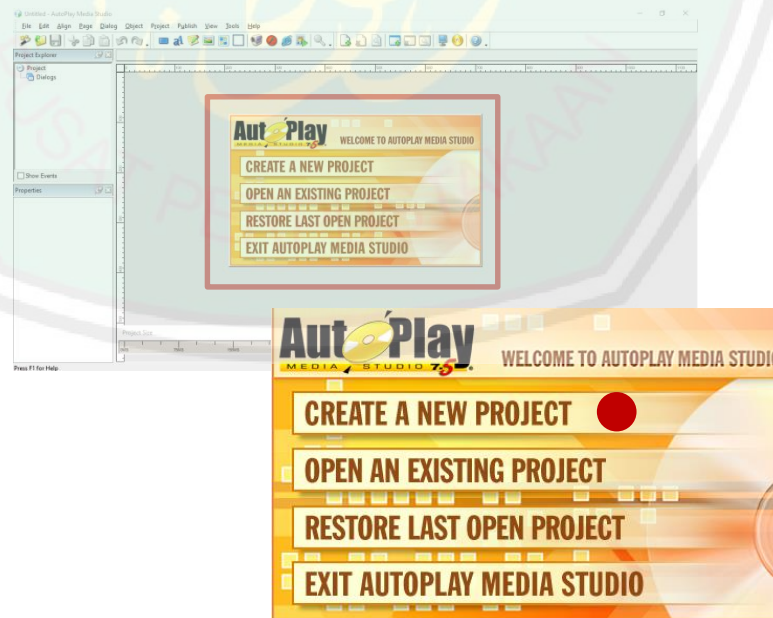 Untitled - AutoPlay Media Studio
File Edit Align Page Dialog Object Project Publish View Tools Help
Project Explorer
Project
Dialogs
Show Events
Properties
AutoPlay
MEDIA STUDIO 7.5
WELCOME TO AUTOPLAY MEDIA STUDIO
CREATE A NEW PROJECT
OPEN AN EXISTING PROJECT
RESTORE LAST OPEN PROJECT
EXIT AUTOPLAY MEDIA STUDIO
Project Size
Press F1 for Help
AutoPlay
MEDIA STUDIO 7.5
WELCOME TO AUTOPLAY MEDIA STUDIO
CREATE A NEW PROJECT
OPEN AN EXISTING PROJECT
RESTORE LAST OPEN PROJECT
EXIT AUTOPLAY MEDIA STUDIO